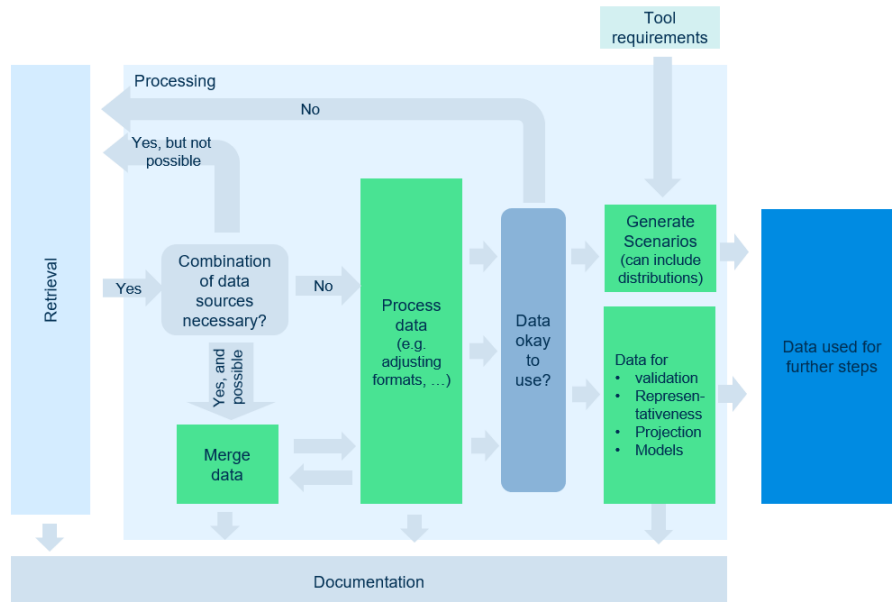 Tool
requirements
Processing
No
Yes, but not
possible
Retrieval
Yes
Combination
of data
sources
necessary?
No
Process
data
(e.g.
adjusting
formats, …)
Data
okay
to
use?
Generate
Scenarios
(can include
distributions)
Data for
• validation
• Represen-
tativeness
• Projection
• Models
Data used for
further steps
Yes, and
possible
Merge
data
Documentation